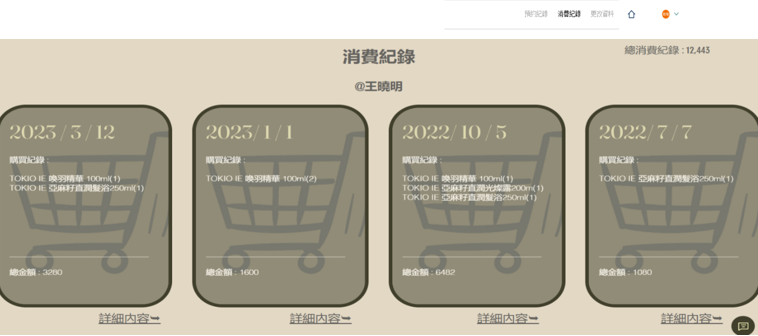 預約紀錄 消費紀錄 更改資料
消費紀錄
總消費紀錄 : 12,443
@王曉明
2023 / 3 / 12
購買紀錄 :
TOKIO IE 喚羽精華 100ml(1)
TOKIO IE 亞麻籽直潤髮浴250ml(1)
總金額 : 3280
詳細內容➥
2023/ 1 / 1
購買紀錄 :
TOKIO IE 喚羽精華 100ml(2)
總金額 : 1600
詳細內容➥
2022/ 10 / 5
購買紀錄 :
TOKIO IE 喚羽精華 100ml(1)
TOKIO IE 亞麻籽直潤光燦露200m(1)
TOKIO IE 亞麻籽直潤髮浴250ml(1)
總金額 : 6482
詳細內容➥
2022/ 7 / 7
購買紀錄 :
TOKIO IE 亞麻籽直潤髮浴250ml(1)
總金額 : 1080
詳細內容➥